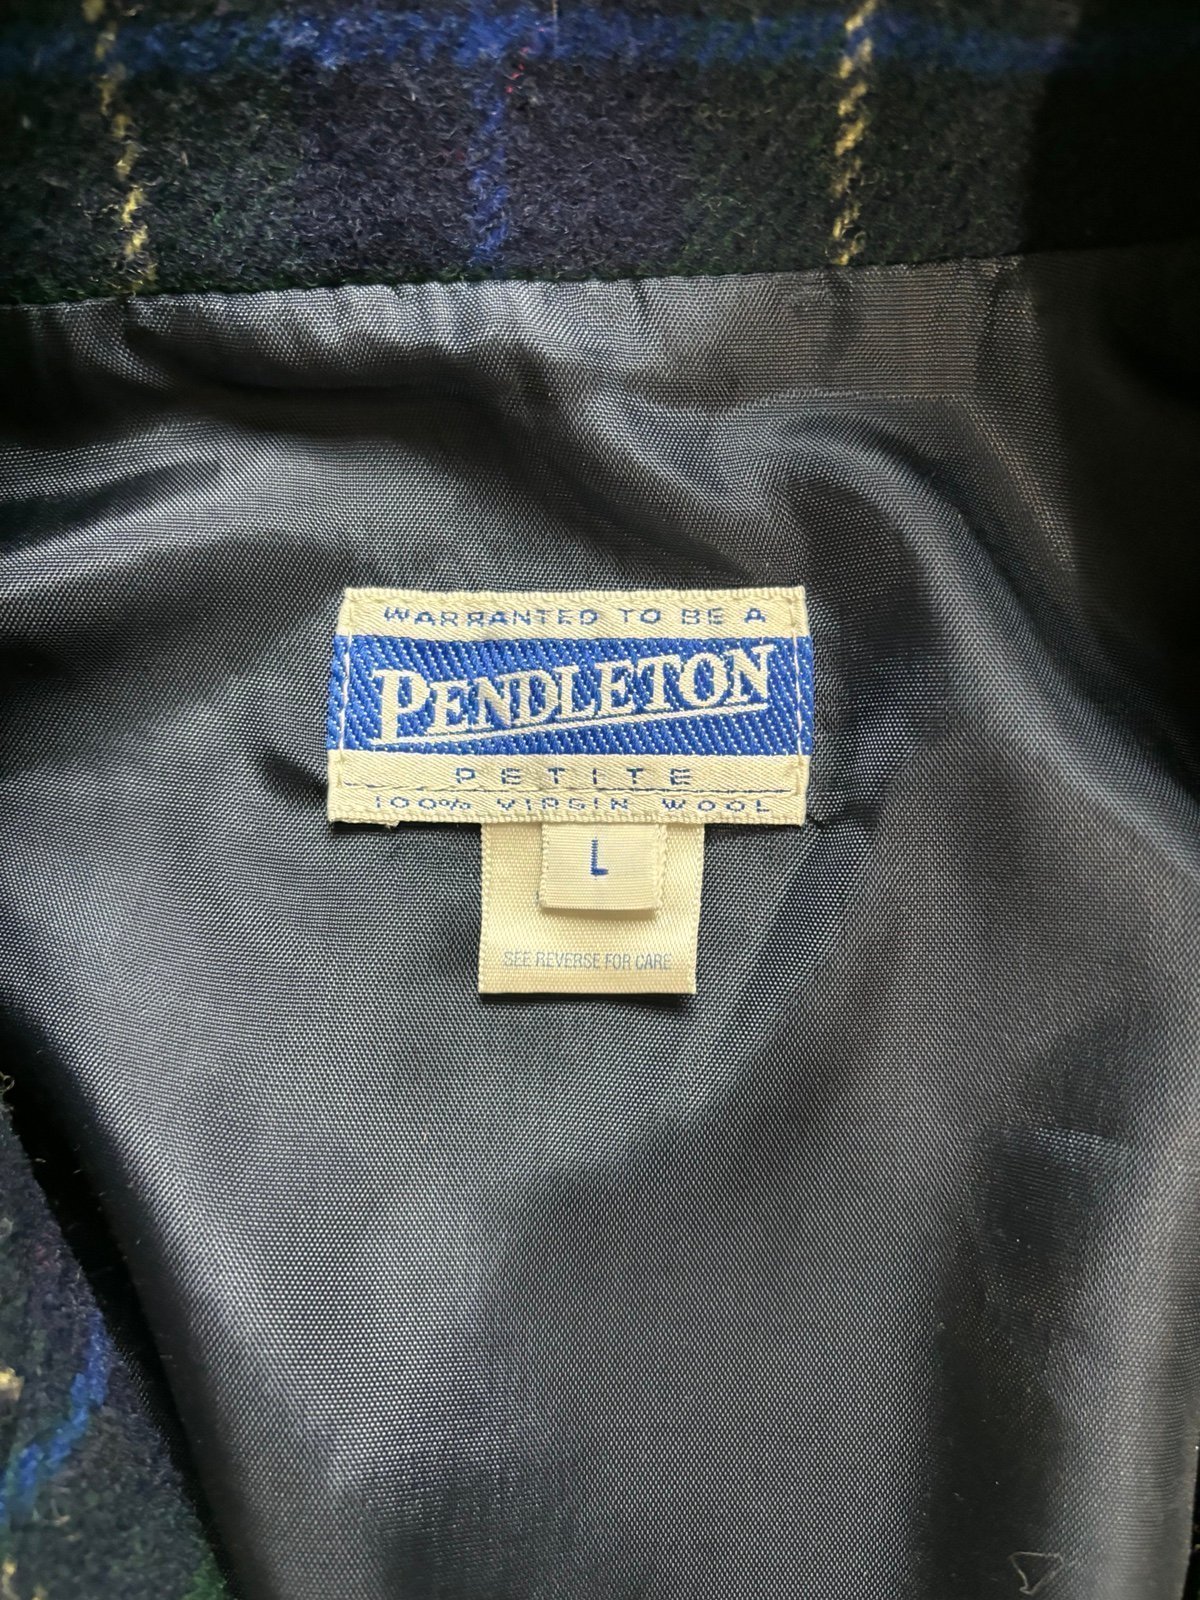 WARRANTED TO BE A
PENDLETON
PETITE
100% VIRGIN WOOL
L
SEE REVERSE FOR CARE